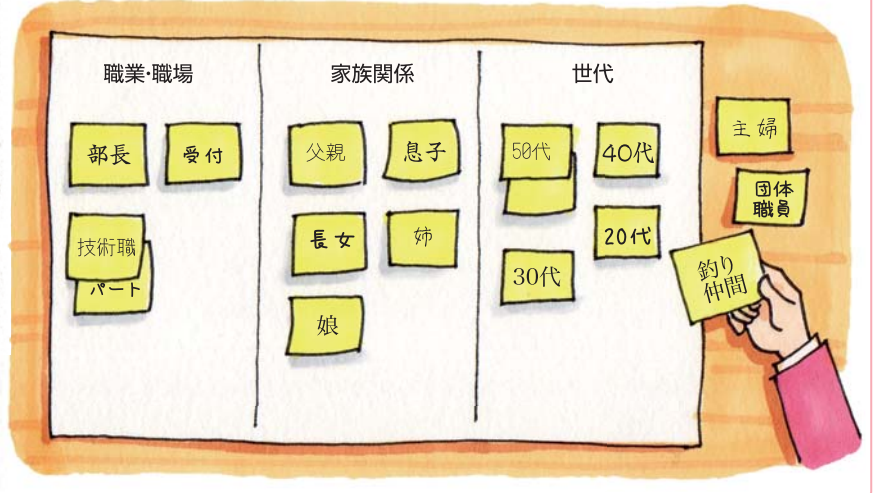 職業・職場
部長
受付
技術職
パート
家族関係
父親
息子
長女
姉
娘
世代
50代
40代
20代
30代
主婦
団体
職員
釣り
仲間